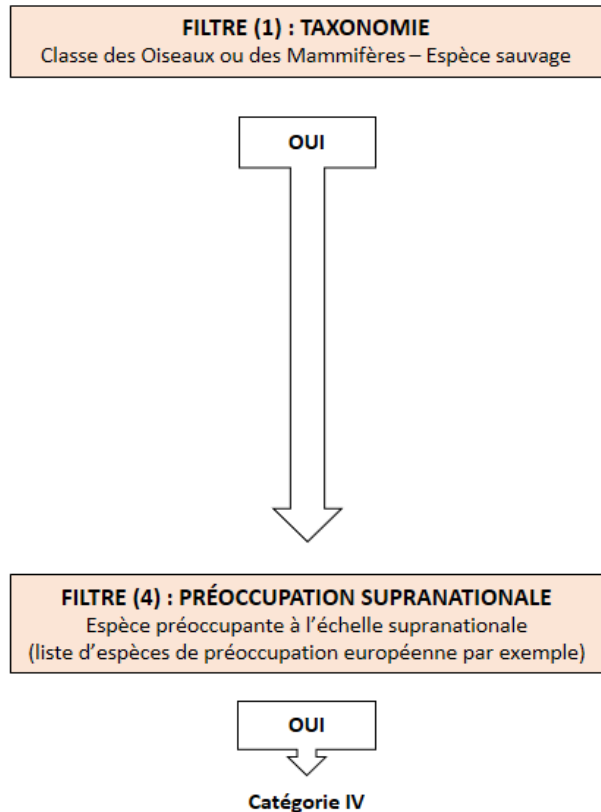 FILTRE (1) : TAXONOMIE
Classe des Oiseaux ou des Mammifères – Espèce sauvage
OUI
FILTRE (4) : PRÉOCCUPATION SUPRANATIONALE
Espèce préoccupante à l’échelle supranationale
(liste d’espèces de préoccupation européenne par exemple)
OUI
Catégorie IV